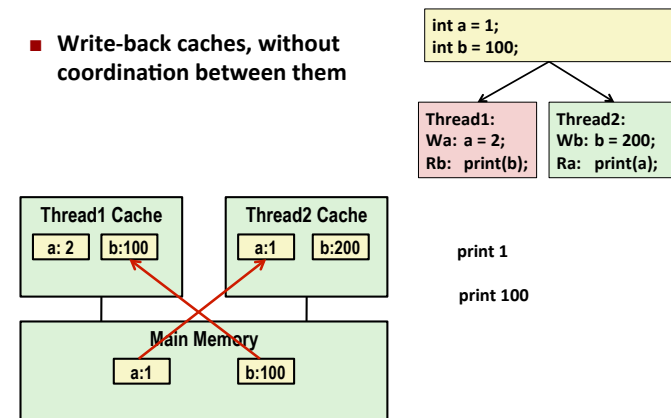 ■ Write-back caches, without
coordination between them
int a = 1;
int b = 100;
Thread1:
Wa: a = 2;
Rb: print(b);
Thread2:
Wb: b = 200;
Ra: print(a);
Thread1 Cache
a: 2
b:100
Thread2 Cache
a:1
b:200
print 1
print 100
Main Memory
a:1
b:100